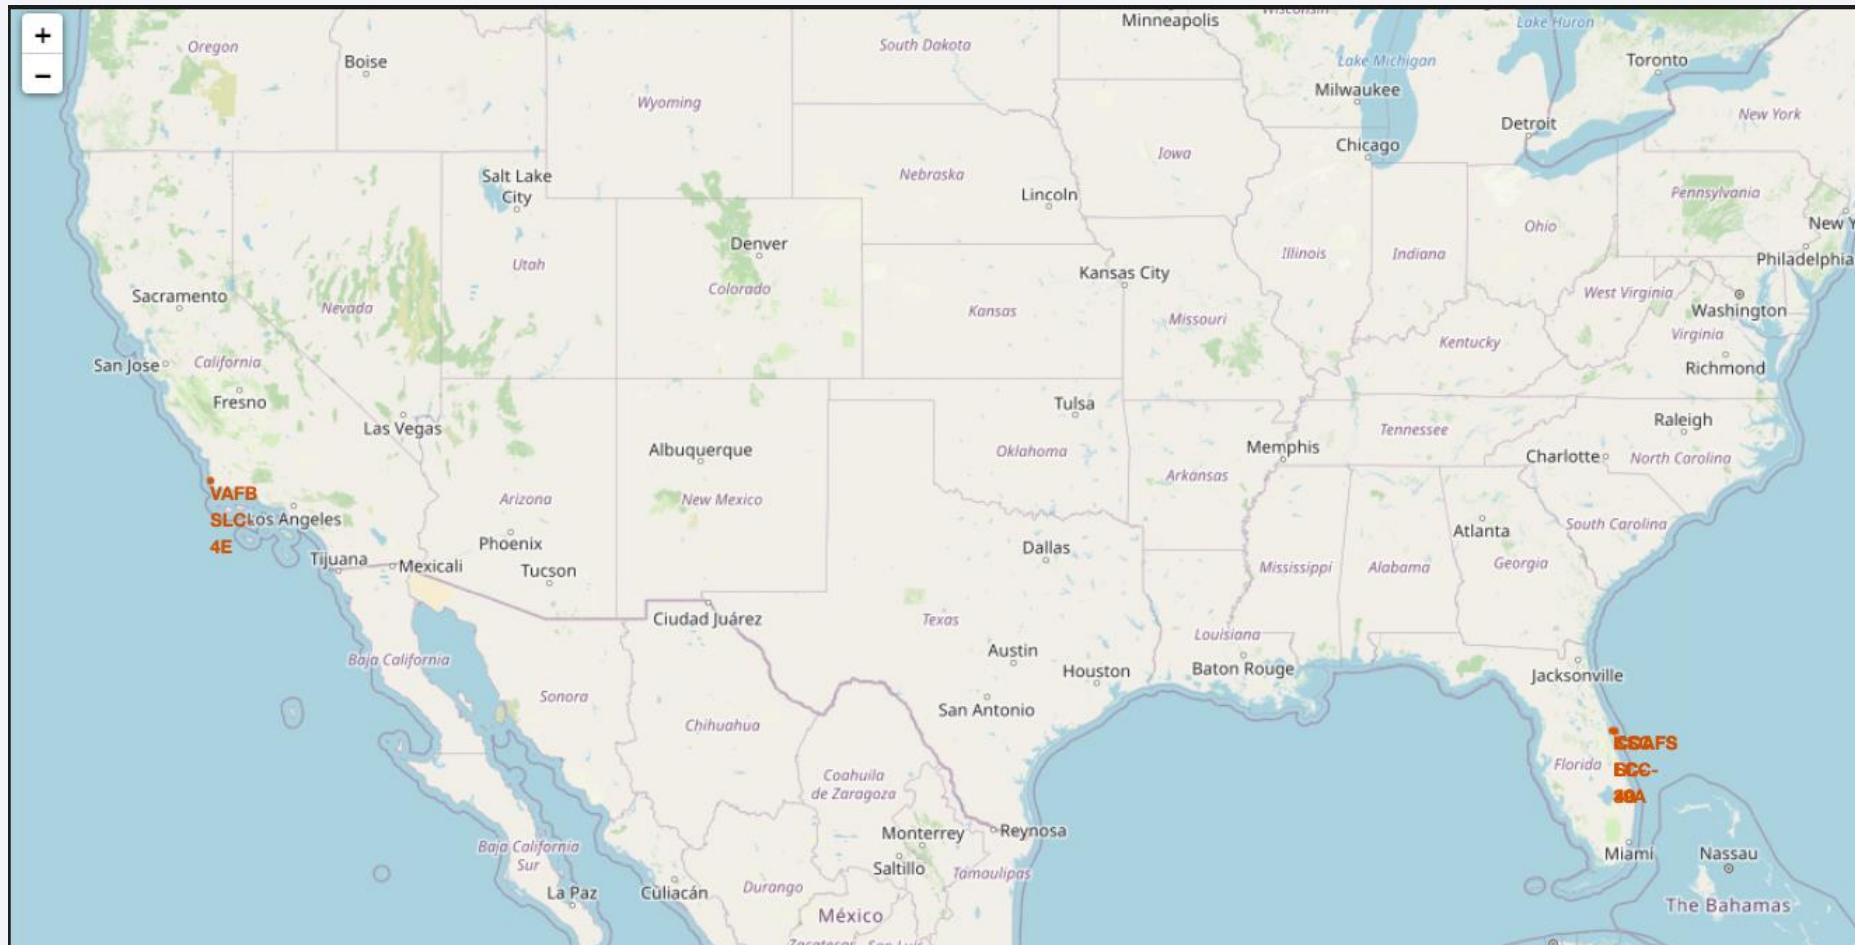 +
−
Oregon
Boise
South Dakota
Minneapolis
Wisconsin
Lake Huron
Lake Michigan
Toronto
Wyoming
Milwaukee
Detroit
New York
Chicago
Iowa
Salt Lake
City
Nebraska
Lincoln
Pennsylvania
New Y
Denver
Ohio
Illinois
Indiana
Philadelphia
Utah
Colorado
Kansas City
Sacramento
Nevada
Kansas
Missouri
West Virginia
Washington
Virginia
Kentucky
San Jose
California
Richmond
Fresno
Las Vegas
Tulsa
Raleigh
Tennessee
Albuquerque
Oklahoma
Memphis
Charlotte
North Carolina
Arkansas
VAFB
SLC-
4E
Los Angeles
Arizona
New Mexico
Atlanta
South Carolina
Phoenix
Dallas
Tijuana
Mexicali
Tucson
Mississippi
Alabama
Georgia
Ciudad Juárez
Texas
Louisiana
Austin
Baja California
Houston
Baton Rouge
Jacksonville
Sonora
San Antonio
Chihuahua
Florida
Coahuila
de Zaragoza
Monterrey
Reynosa
Baja California
Sur
Saltillo
Tamaulipas
Miami
Nassau
La Paz
Culiacán
Durango
México
The Bahamas
Zacatecas
San Luis